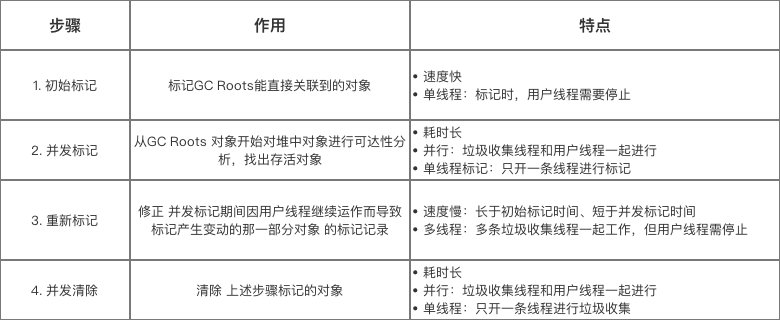 步骤
作用
特点
1. 初始标记
标记GC Roots能直接关联到的对象
• 速度快
• 单线程：标记时，用户线程需要停止
2. 并发标记
从GC Roots 对象开始对堆中对象进行可达性分
析，找出存活对象
• 耗时长
• 并行：垃圾收集线程和用户线程一起进行
• 单线程标记：只开一条线程进行标记
3. 重新标记
修正 并发标记期间因用户线程继续运作而导致
标记产生变动的那一部分对象 的标记记录
• 速度慢：长于初始标记时间、短于并发标记时间
• 多线程：多条垃圾收集线程一起工作，但用户线程需停止
4. 并发清除
清除 上述步骤标记的对象
• 耗时长
• 并行：垃圾收集线程和用户线程一起进行
• 单线程：只开一条线程进行垃圾收集